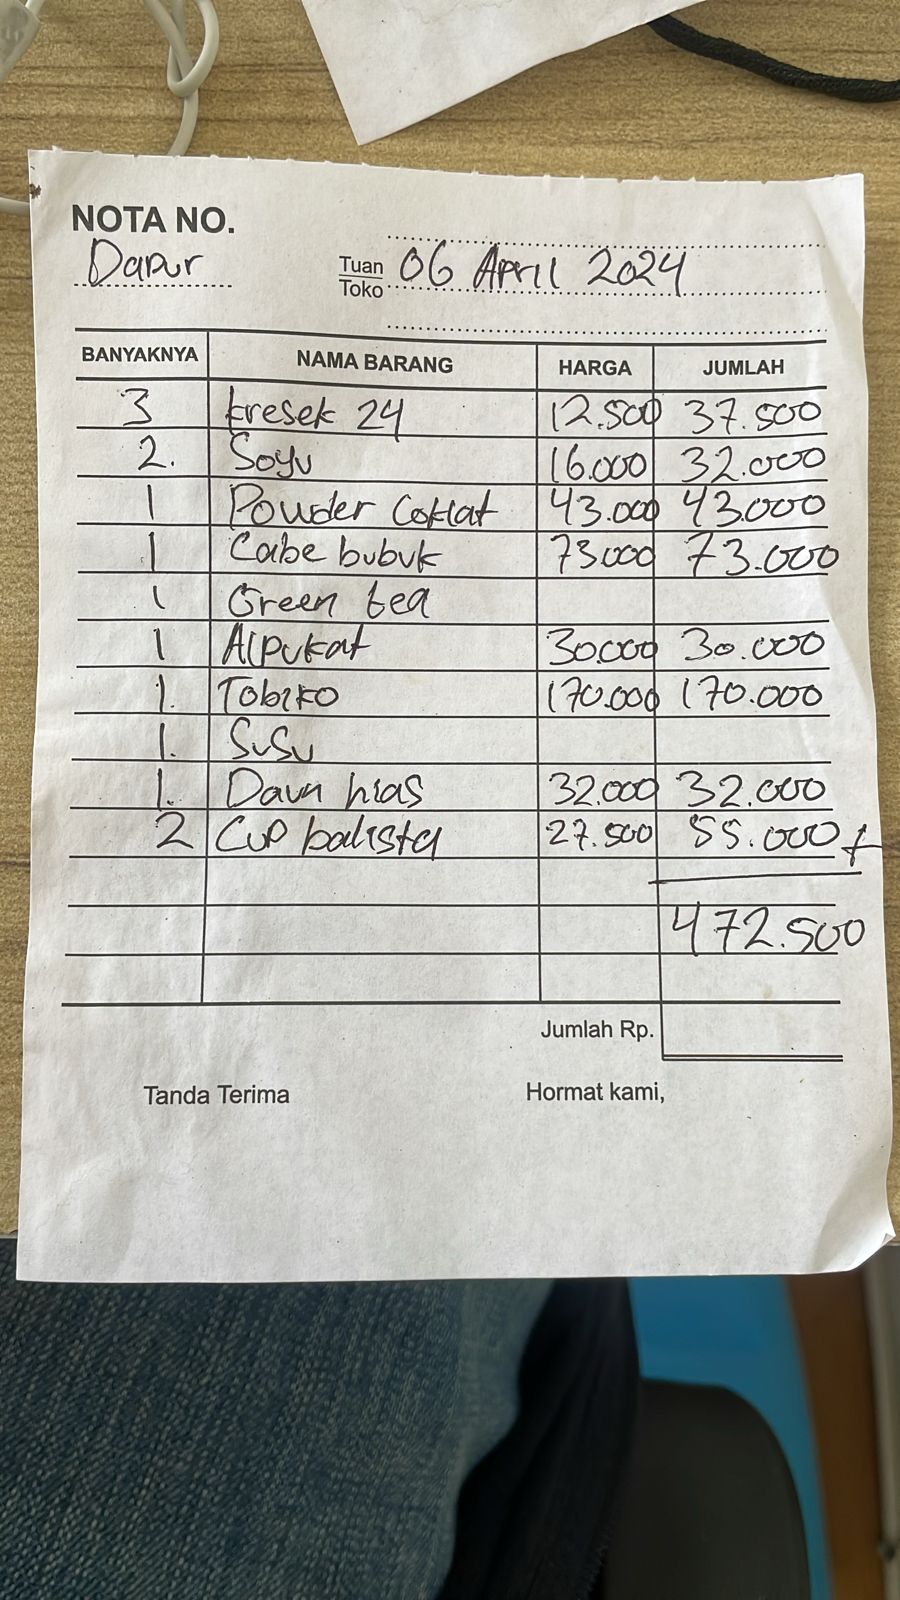 NOTA NO.
Dapur
Tuan
Toko
06 April 2024
BANYAKNYA NAMA BARANG HARGA JUMLAH
3 kresek 24 12.500 37.500
2. Soyu 16.000 32.000
1 Powder Coklat 43.000 43.000
1 Cabe bubuk 73000 73.000
1 Green tea
1 Alpukat 30.000 30.000
1. Tobiko 170.000 170.000
1. Susu
1. Daun hias 32.000 32.000
2 Cup balista 27.500 55.000 +
472.500
Jumlah Rp.
Tanda Terima Hormat kami,